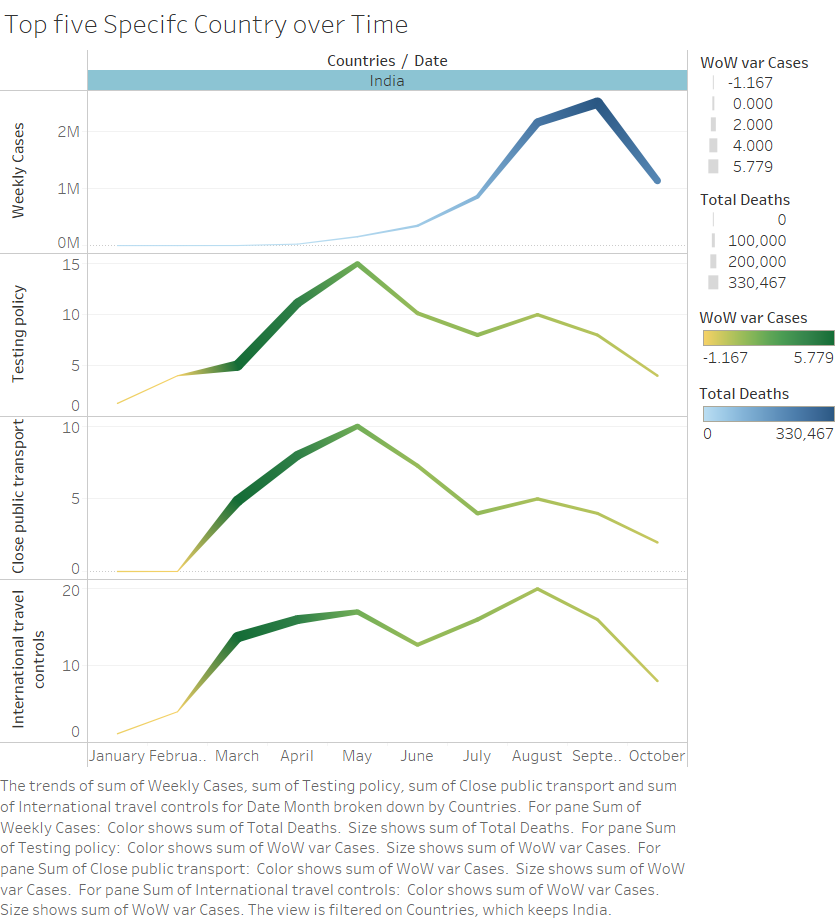 Top five Specifc Country over Time
Countries / Date
India
Weekly Cases
2M
1M
0M
Testing policy
15
10
5
0
Close public transport
10
5
0
International travel
controls
20
10
0
January Februa.. March April May June July August Septe.. October
WoW var Cases
-1.167
0.000
2.000
4.000
5.779
Total Deaths
0
100,000
200,000
330,467
WoW var Cases
-1.167 5.779
Total Deaths
0 330,467
The trends of sum of Weekly Cases, sum of Testing policy, sum of Close public transport and sum
of International travel controls for Date Month broken down by Countries. For pane Sum of
Weekly Cases: Color shows sum of Total Deaths. Size shows sum of Total Deaths. For pane Sum
of Testing policy: Color shows sum of WoW var Cases. Size shows sum of WoW var Cases. For
pane Sum of Close public transport: Color shows sum of WoW var Cases. Size shows sum of WoW
var Cases. For pane Sum of International travel controls: Color shows sum of WoW var Cases.
Size shows sum of WoW var Cases. The view is filtered on Countries, which keeps India.